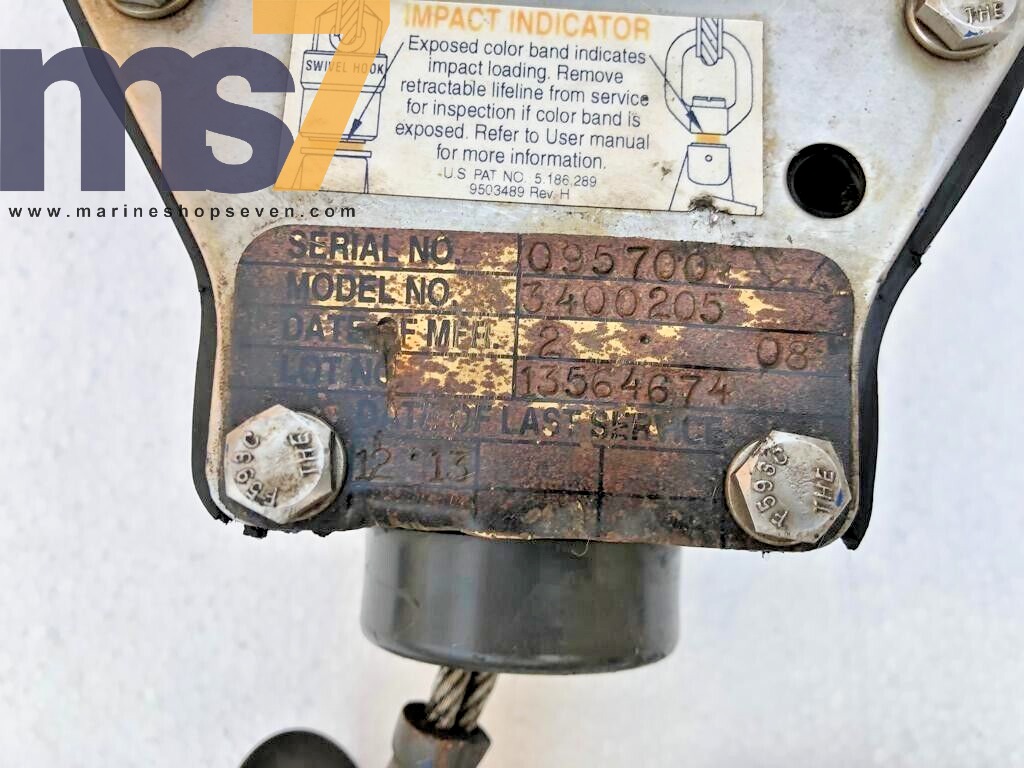 ms7
www.marineshopseven.com
IMPACT INDICATOR
SWIVEL HOOK
Exposed color band indicates
impact loading. Remove
retractable lifeline from service
for inspection if color band is
exposed. Refer to User manual
for more information.
U.S PAT NO. 5.186.289
9503489 Rev. H
THE
SERIAL NO. 095700
MODEL NO. 3400205
DATE OF MFR. 2 08
LOT NO. 13564674
DATE OF LAST SERVICE
12 '13
F593C THE
F593C THE